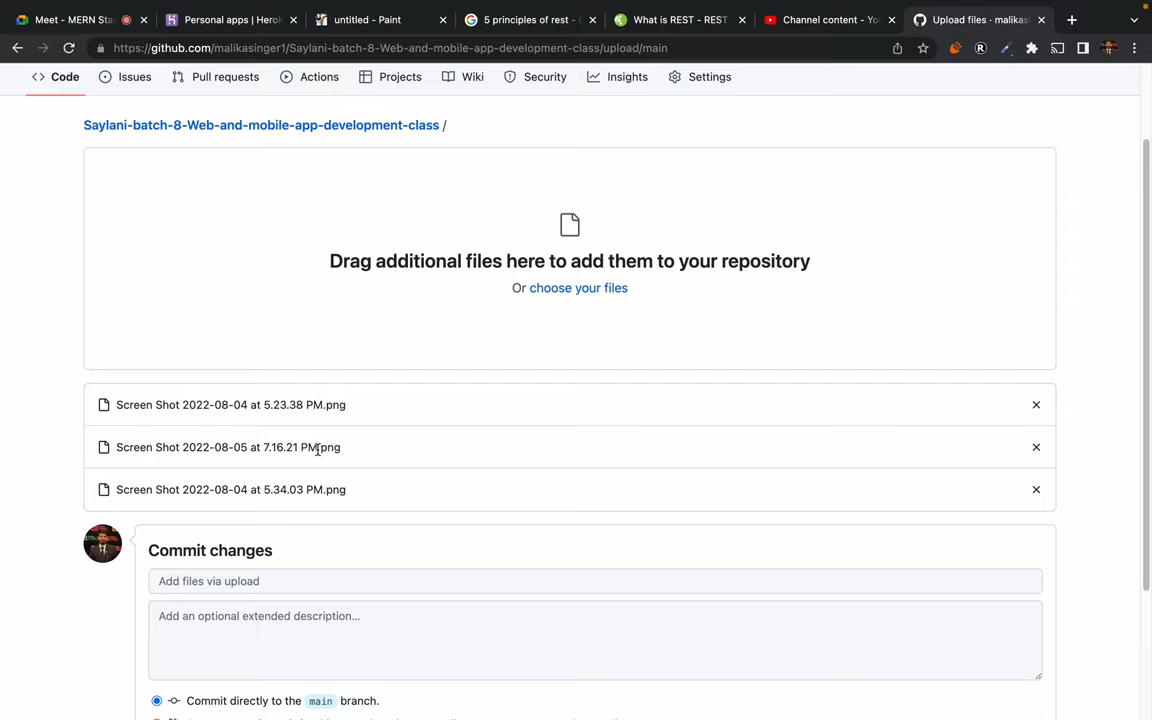 Meet - MERN Sta
Personal apps | Herok
untitled - Paint
5 principles of rest - G
What is REST - REST
Channel content - You
Upload files · malikas
https://github.com/malikasinger1/Saylani-batch-8-Web-and-mobile-app-development-class/upload/main
Code
Issues
Pull requests
Actions
Projects
Wiki
Security
Insights
Settings
Saylani-batch-8-Web-and-mobile-app-development-class /
Drag additional files here to add them to your repository
Or choose your files
Screen Shot 2022-08-04 at 5.23.38 PM.png
Screen Shot 2022-08-05 at 7.16.21 PM.png
Screen Shot 2022-08-04 at 5.34.03 PM.png
Commit changes
Add files via upload
Add an optional extended description...
Commit directly to the main branch.